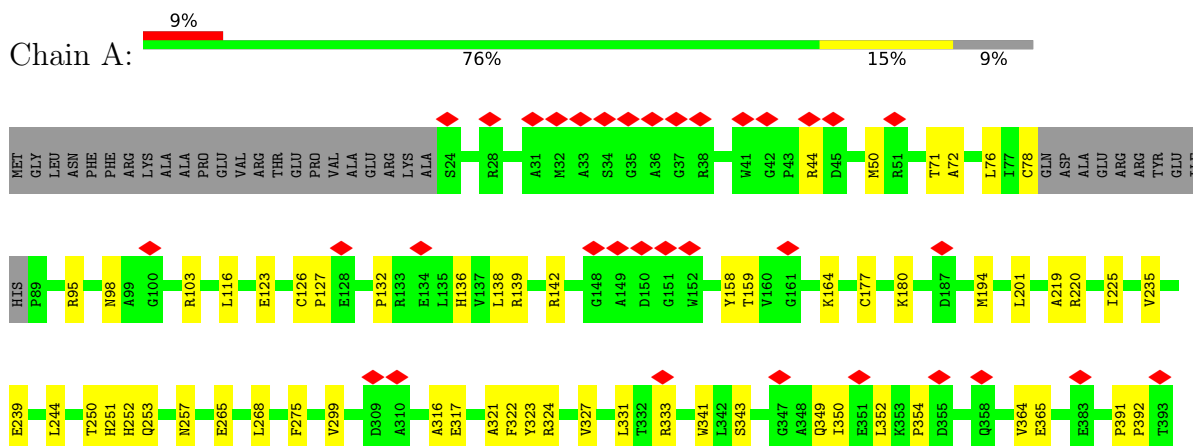 9%
Chain A:
76% 15% 9%
MET GLY LEU ASN PHE PHE ARG LYS ALA ALA PRO GLU VAL ARG THR GLU PRO VAL ALA GLU ARG LYS ALA S24 R28 A31 M32 A33 S34 G35 A36 G37 R38 W41 G42 P43 R44 D45 M50 R51 T71 A72 L76 I77 C78 GLN ASP ALA GLU ARG ARG TYR GLU
HIS P89 R95 N98 A99 G100 R103 L116 E123 C126 P127 E128 P132 R133 E134 L135 H136 V137 L138 R139 R142 G148 A149 D150 G151 W152 Y158 T159 V160 G161 K164 C177 K180 D187 M194 L201 A219 R220 I225 V235
E239 L244 T250 H251 H252 Q253 N257 E265 L268 F275 V299 D309 A310 A316 E317 A321 F322 Y323 R324 V327 L331 T332 R333 W341 L342 S343 G347 A348 Q349 I350 E351 L352 K353 P354 D355 Q358 V364 E365 E383 P391 P392 T393